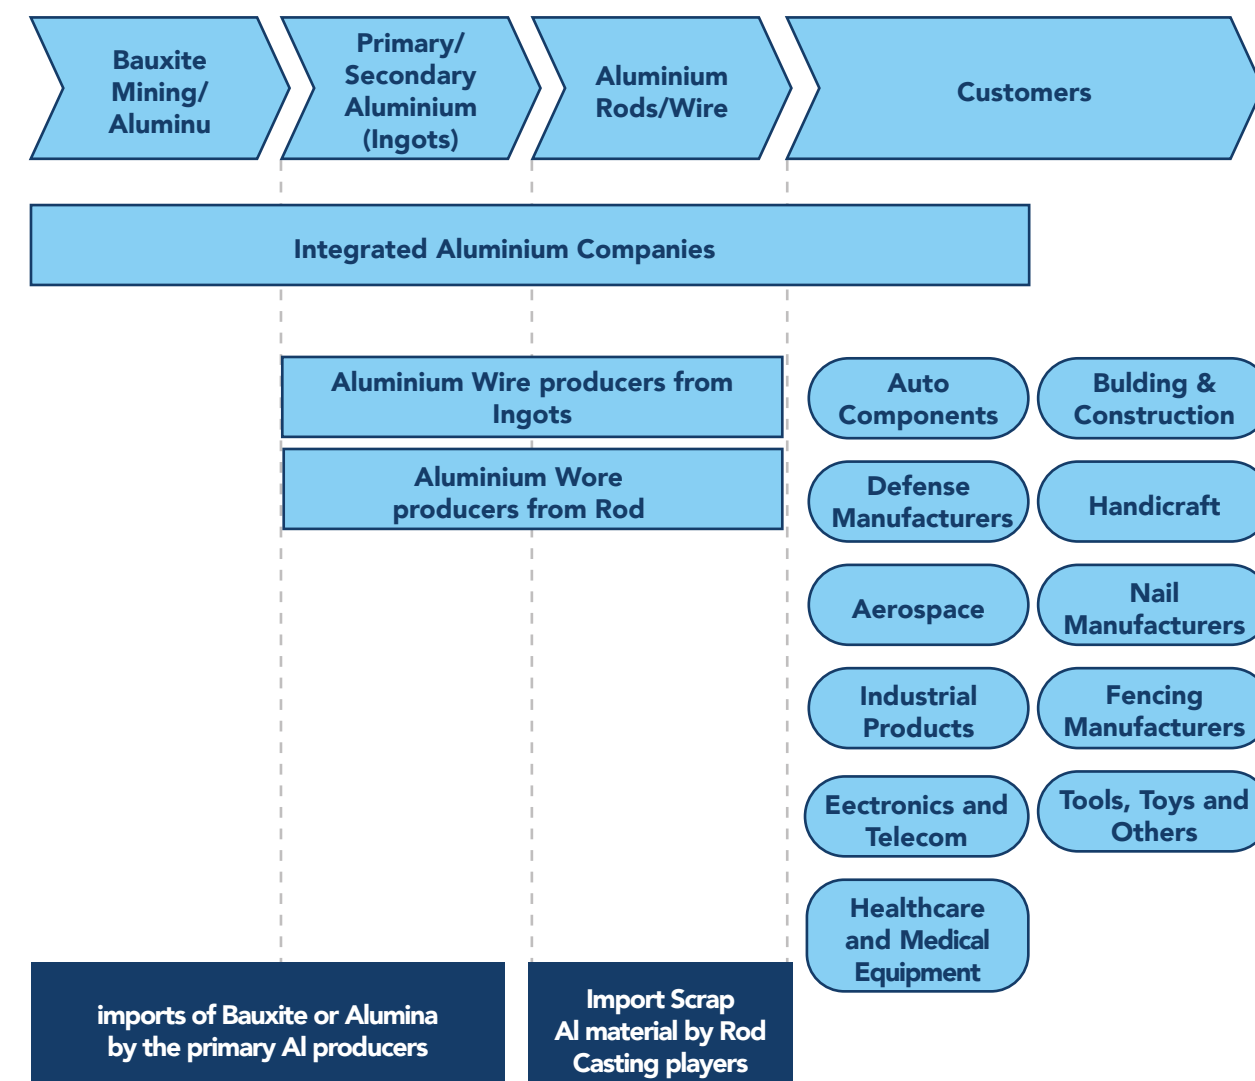 Bauxite
Mining/
Aluminu
Primary/
Secondary
Aluminium
(Ingots)
Aluminium
Rods/Wire
Customers
Integrated Aluminium Companies
Aluminium Wire producers from
Ingots
Aluminium Wore
producers from Rod
Auto
Components
Bulding &
Construction
Defense
Manufacturers
Handicraft
Aerospace
Nail
Manufacturers
Industrial
Products
Fencing
Manufacturers
Eectronics and
Telecom
Tools, Toys and
Others
Healthcare
and Medical
Equipment
imports of Bauxite or Alumina
by the primary Al producers
Import Scrap
Al material by Rod
Casting players